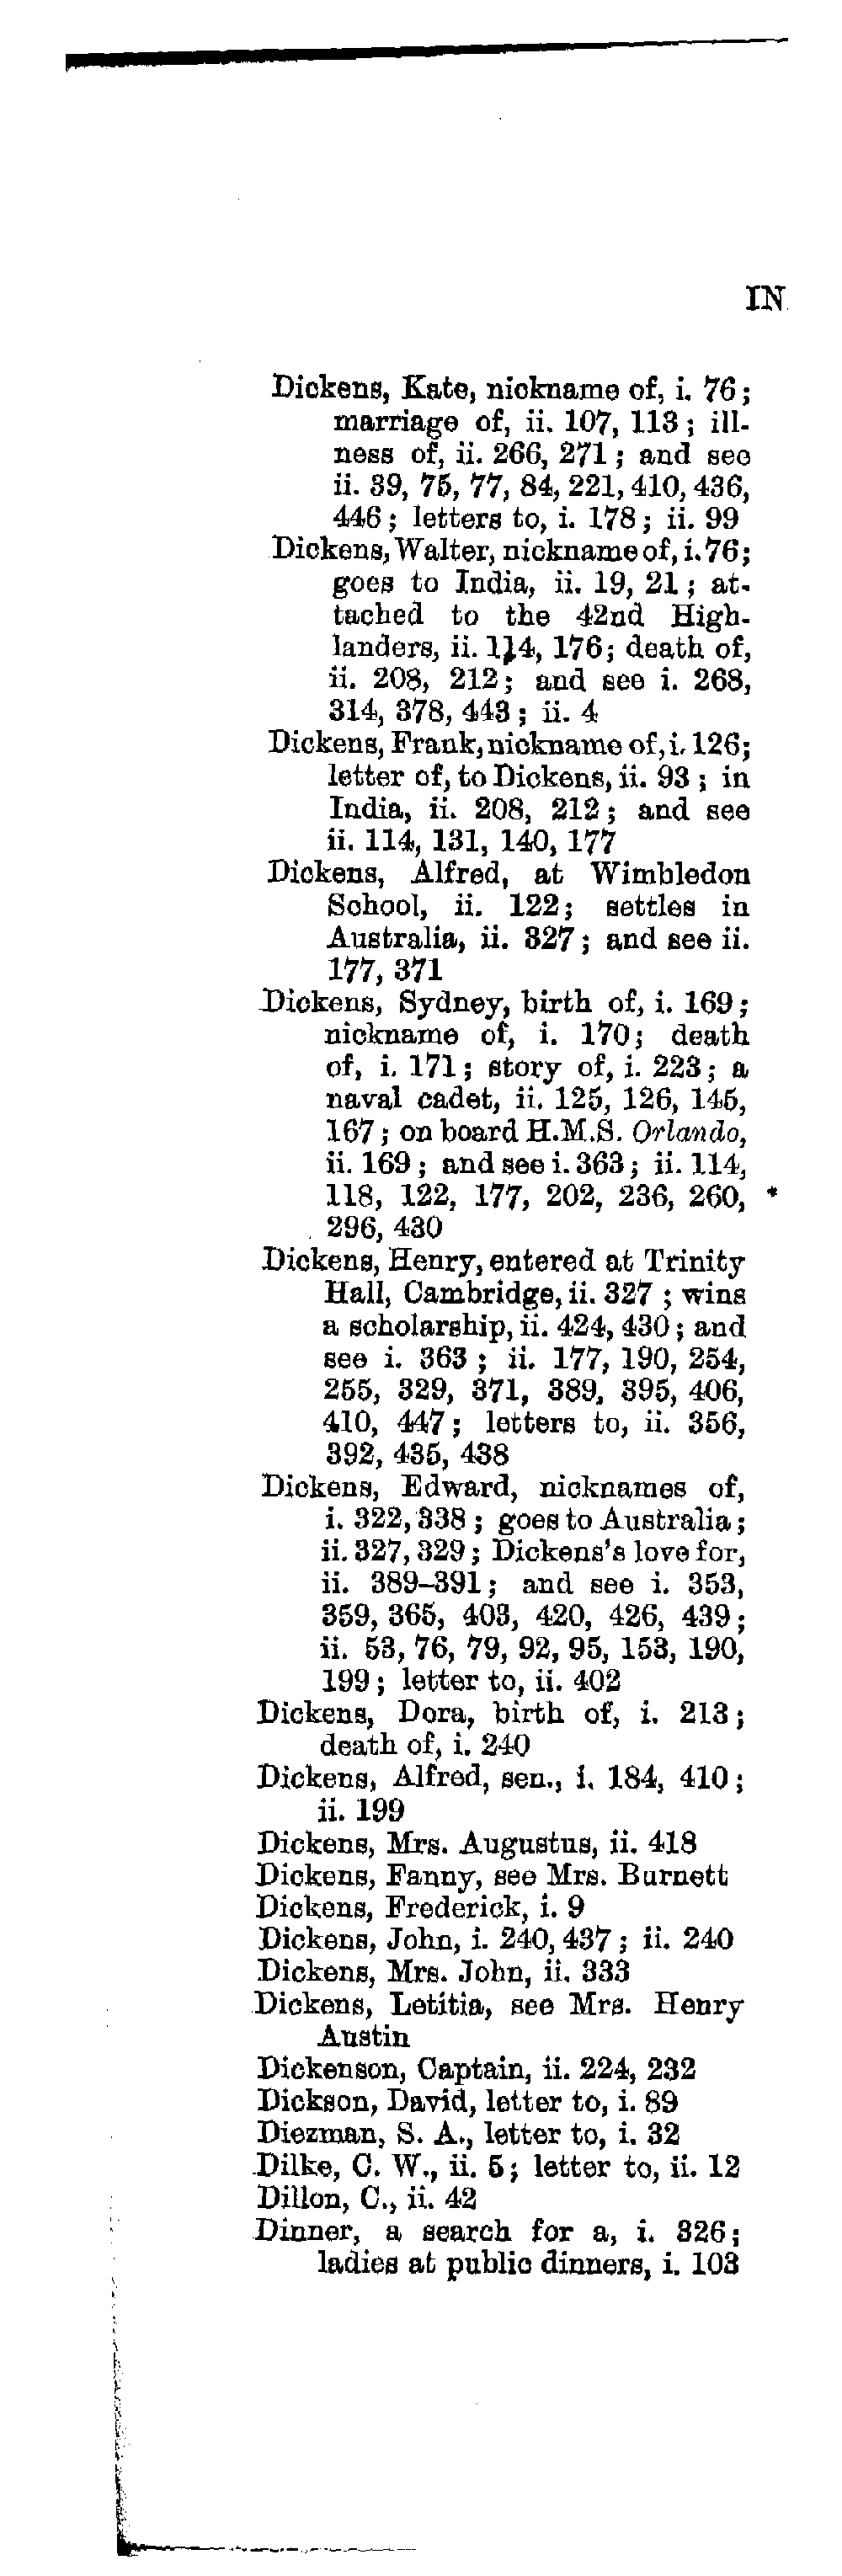 IN
Dickens, Kate, nickname of, i. 76;
marriage of, ii. 107, 113; ill-
ness of, ii. 266, 271; and see
ii. 39, 75, 77, 84, 221, 410, 436,
446; letters to, i. 178; ii. 99
Dickens, Walter, nickname of, i. 76;
goes to India, ii. 19, 21; at-
tached to the 42nd High-
landers, ii. 114, 176; death of,
ii. 208, 212; and see i. 268,
314, 378, 443; ii. 4
Dickens, Frank, nickname of, i. 126;
letter of, to Dickens, ii. 93; in
India, ii. 208, 212; and see
ii. 114, 131, 140, 177
Dickens, Alfred, at Wimbledon
School, ii. 122; settles in
Australia, ii. 327; and see ii.
177, 371
Dickens, Sydney, birth of, i. 169;
nickname of, i. 170; death
of, i. 171; story of, i. 223; a
naval cadet, ii. 125, 126, 145,
167; on board H.M.S. Orlando,
ii. 169; and see i. 363; ii. 114,
118, 122, 177, 202, 236, 260, *
296, 430
Dickens, Henry, entered at Trinity
Hall, Cambridge, ii. 327; wins
a scholarship, ii. 424, 430; and
see i. 363; ii. 177, 190, 254,
255, 329, 371, 389, 395, 406,
410, 447; letters to, ii. 356,
392, 435, 438
Dickens, Edward, nicknames of,
i. 322, 338; goes to Australia;
ii. 327, 329; Dickens's love for,
ii. 389–391; and see i. 353,
359, 365, 403, 420, 426, 439;
ii. 53, 76, 79, 92, 95, 153, 190,
199; letter to, ii. 402
Dickens, Dora, birth of, i. 213;
death of, i. 240
Dickens, Alfred, sen., i. 184, 410;
ii. 199
Dickens, Mrs. Augustus, ii. 418
Dickens, Fanny, see Mrs. Burnett
Dickens, Frederick, i. 9
Dickens, John, i. 240, 437; ii. 240
Dickens, Mrs. John, ii. 333
Dickens, Letitia, see Mrs. Henry
Austin
Dickenson, Captain, ii. 224, 232
Dickson, David, letter to, i. 89
Diezman, S. A., letter to, i. 32
Dilke, C. W., ii. 5; letter to, ii. 12
Dillon, C., ii. 42
Dinner, a search for a, i. 326;
ladies at public dinners, i. 103